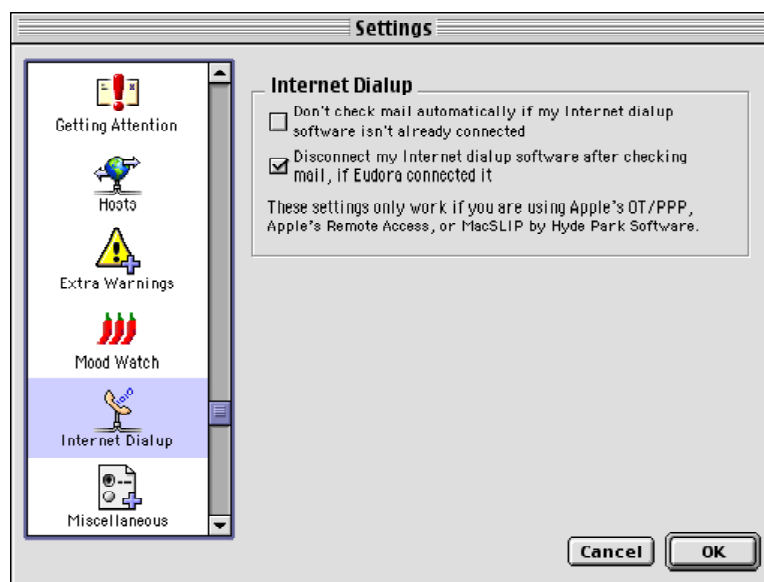 Settings
Getting Attention
Hosts
Extra Warnings
Mood Watch
Internet Dialup
Miscellaneous
Internet Dialup
Don't check mail automatically if my Internet dialup
software isn't already connected
Disconnect my Internet dialup software after checking
mail, if Eudora connected it
These settings only work if you are using Apple's OT/PPP,
Apple's Remote Access, or MacSLIP by Hyde Park Software.
Cancel
OK